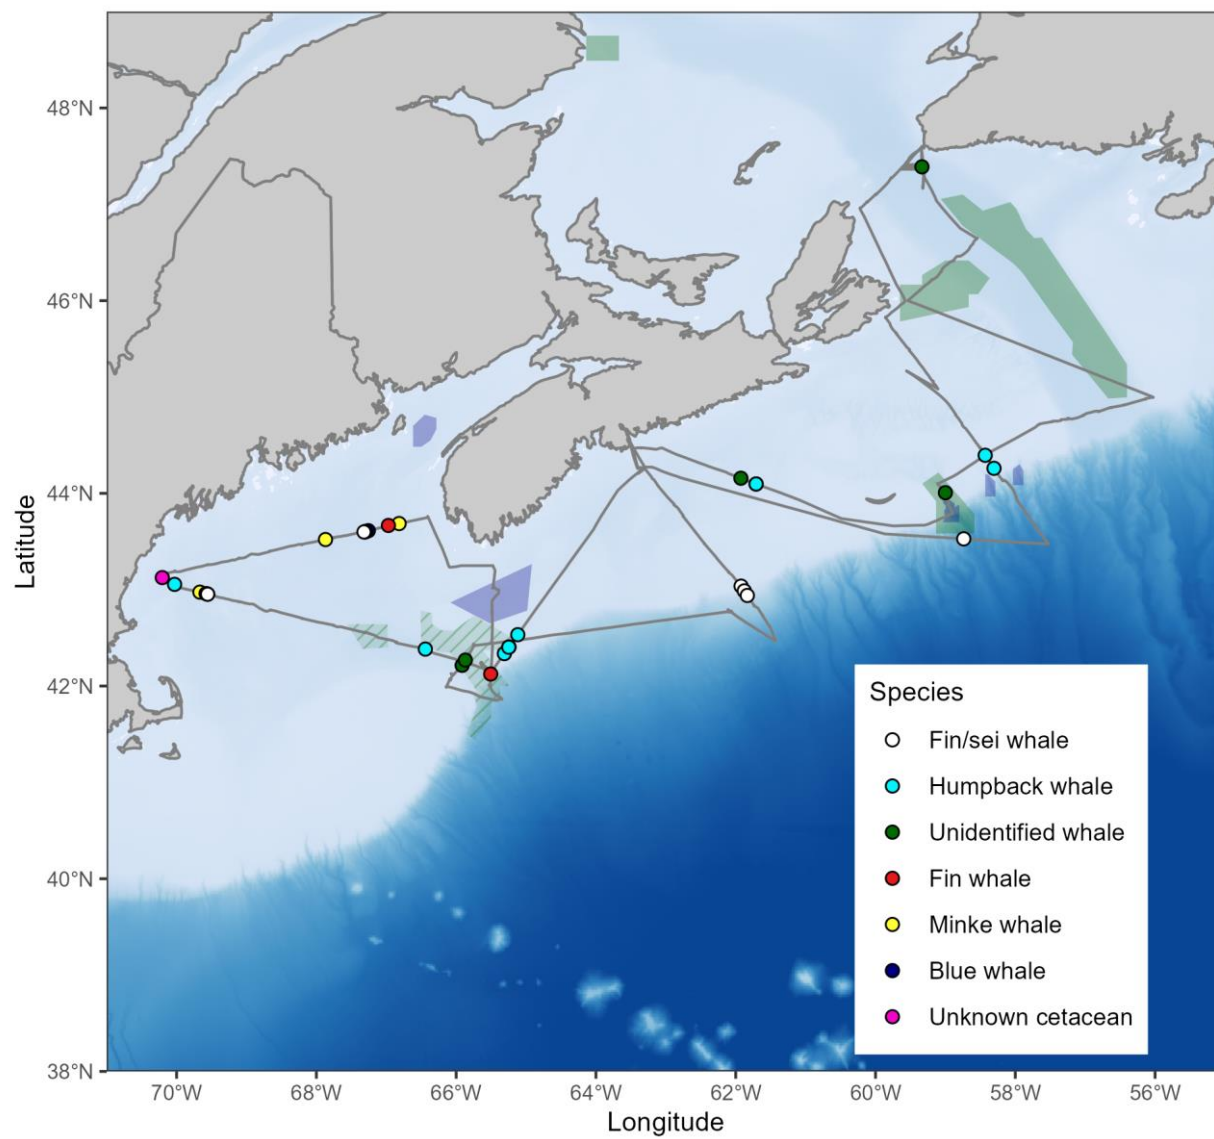 48°N
46°N
44°N
42°N
40°N
38°N
Latitude
70°W 68°W 66°W 64°W 62°W 60°W 58°W 56°W
Longitude
Species
Fin/sei whale
Humpback whale
Unidentified whale
Fin whale
Minke whale
Blue whale
Unknown cetacean